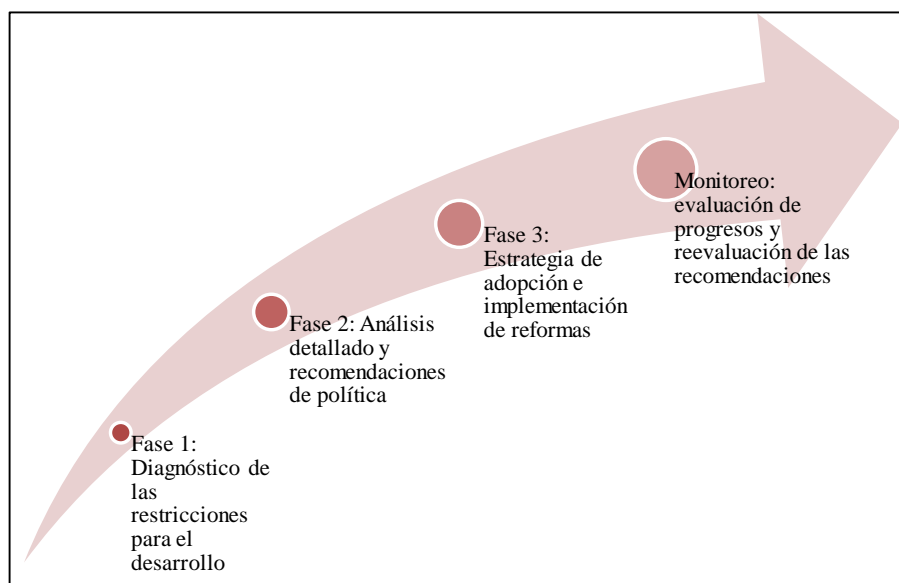 Fase 1:
Diagnóstico de
las
restricciones
para el
desarrollo
Fase 2: Análisis
detallado y
recomendaciones
de política
Fase 3:
Estrategia de
adopción e
implementación
de reformas
Monitoreo:
evaluación de
progresos y
reevaluación de las
recomendaciones